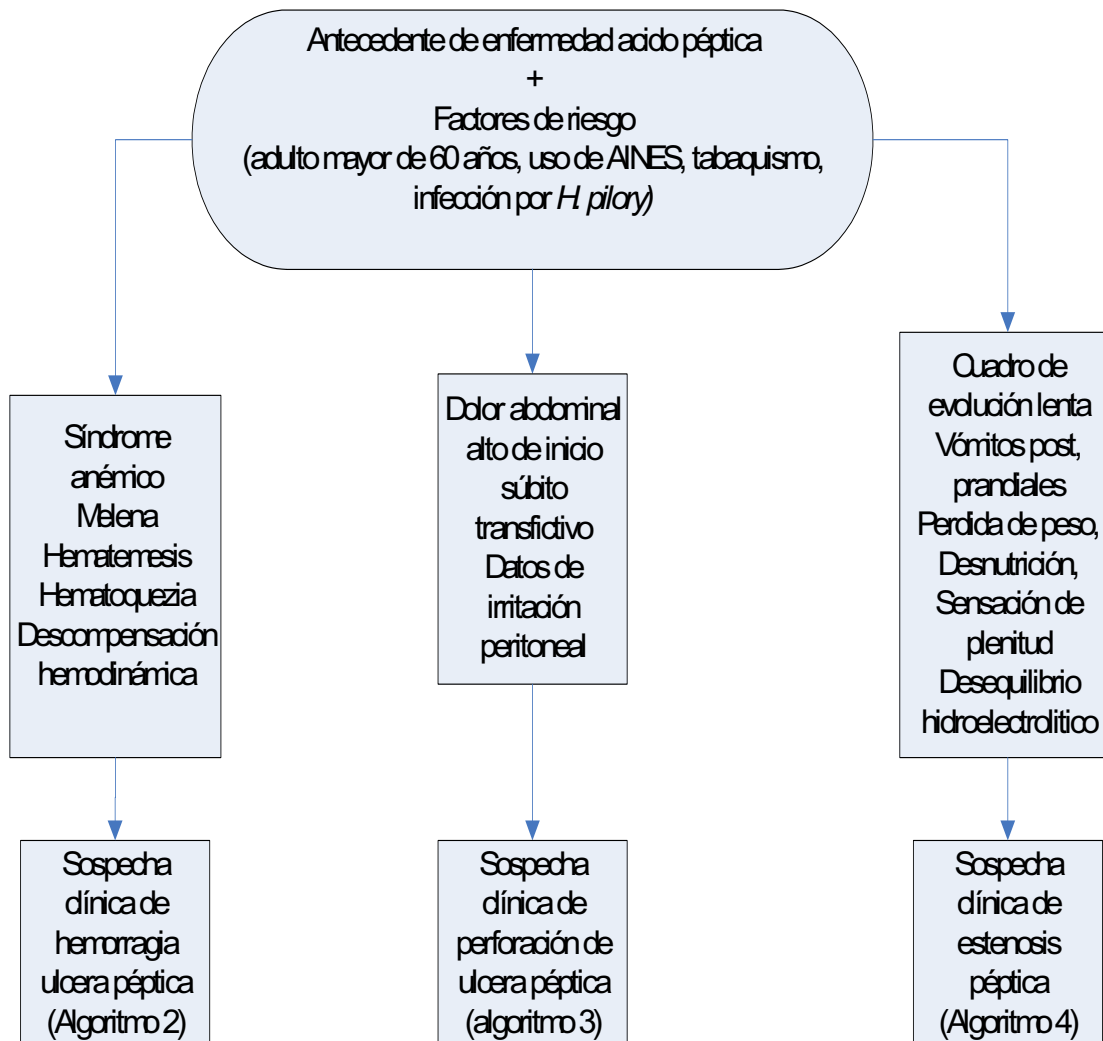 Antecedente de enfermedad acido péptica
+
Factores de riesgo
(adulto mayor de 60 años, uso de AINES, tabaquismo,
infección por H. pilory)
Síndrome
anémico
Melena
Hematemesis
Hematoquezia
Descompensación
hemodinámica
Dolor abdominal
alto de inicio
súbito
transfictivo
Datos de
irritación
peritoneal
Cuadro de
evolución lenta
Vómitos post,
prandiales
Perdida de peso,
Desnutrición,
Sensación de
plenitud
Desequilibrio
hidroelectrolitico
Sospecha
clínica de
hemorragia
ulcera péptica
(Algoritmo 2)
Sospecha
clínica de
perforación de
ulcera péptica
(algoritmo 3)
Sospecha
clínica de
estenosis
péptica
(Algoritmo 4)